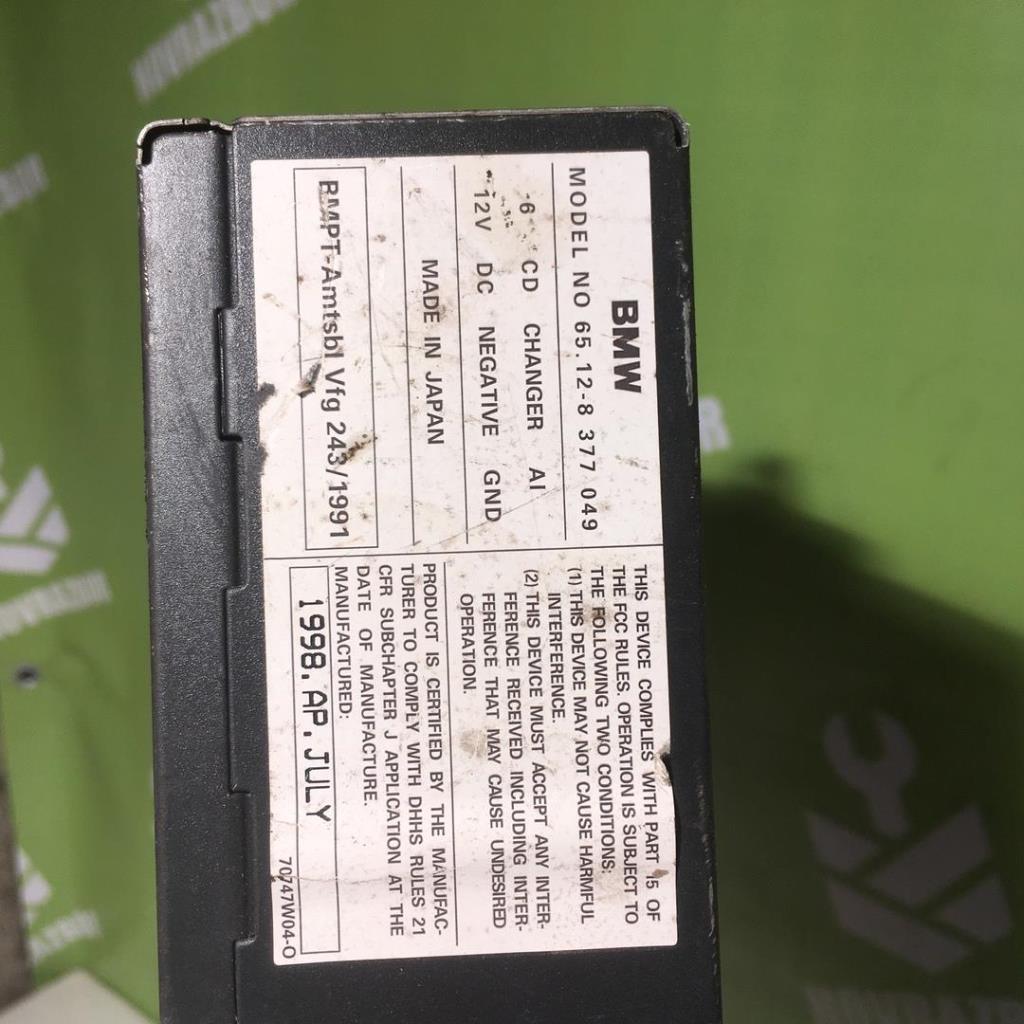 BMW
MODEL NO 65.12-8 377 049
6 CD CHANGER AI
12V DC NEGATIVE GND
MADE IN JAPAN
BMPT-Amtsbl Vfg 243/1991
THIS DEVICE COMPLIES WITH PART 15 OF
THE FCC RULES. OPERATION IS SUBJECT TO
THE FOLLOWING TWO CONDITIONS:
(1) THIS DEVICE MAY NOT CAUSE HARMFUL
INTERFERENCE.
(2) THIS DEVICE MUST ACCEPT ANY INTER-
FERENCE RECEIVED INCLUDING INTER-
FERENCE THAT MAY CAUSE UNDESIRED
OPERATION.
PRODUCT IS CERTIFIED BY THE MANUFAC-
TURER TO COMPLY WITH DHHS RULES 21
CFR SUBCHAPTER J APPLICATION AT THE
DATE OF MANUFACTURE.
MANUFACTURED:
1998.AP.JULY
70747W04-O